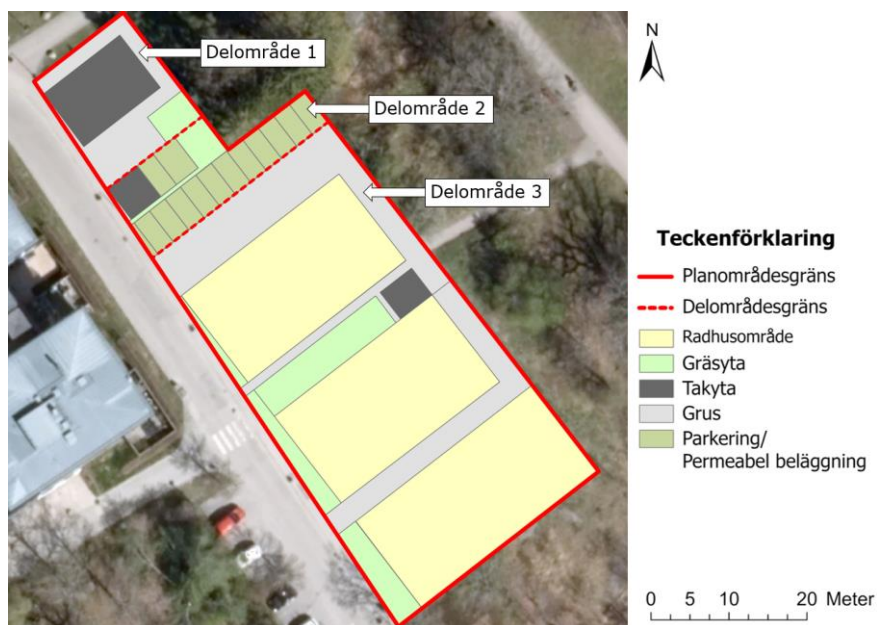 Delområde 1
Delområde 2
Delområde 3
N
Teckenförklaring
Planområdesgräns
Delområdesgräns
Radhusområde
Gräsyta
Takyta
Grus
Parkering/
Permeabel beläggning
0 5 10 20 Meter